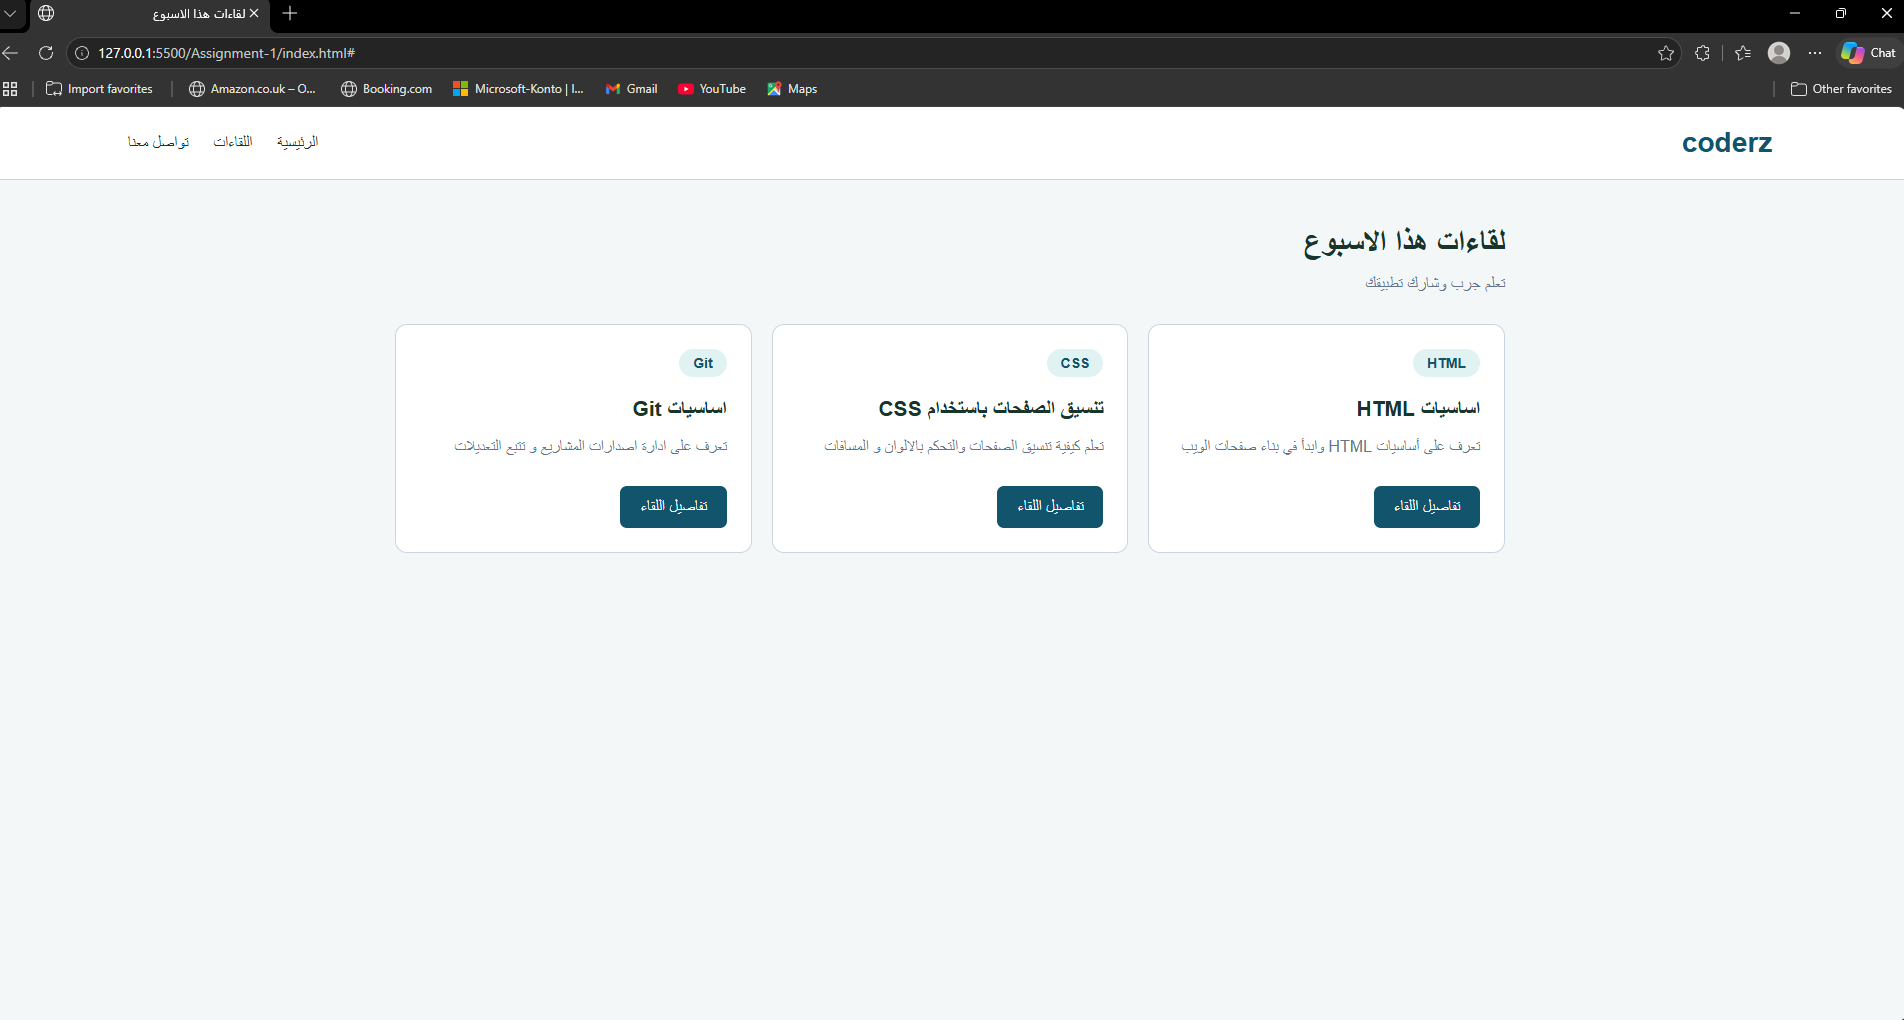 لقاءات هذا الاسبوع
127.0.0.1:5500/Assignment-1/index.html#
Chat
Import favorites
Amazon.co.uk – O...
Booking.com
Microsoft-Konto | I...
Gmail
YouTube
Maps
Other favorites
coderz
الرئيسية
اللقاءات
تواصل معنا
لقاءات هذا الاسبوع
تعلم جرب وشارك تطبيقك
HTML
اساسيات HTML
تعرف على أساسيات HTML وابدأ في بناء صفحات الويب
تفاصيل اللقاء
CSS
تنسيق الصفحات باستخدام CSS
تعلم كيفية تنسيق الصفحات والتحكم بالالوان و المسافات
تفاصيل اللقاء
Git
اساسيات Git
تعرف على ادارة اصدارات المشاريع و تتبع التعديلات
تفاصيل اللقاء